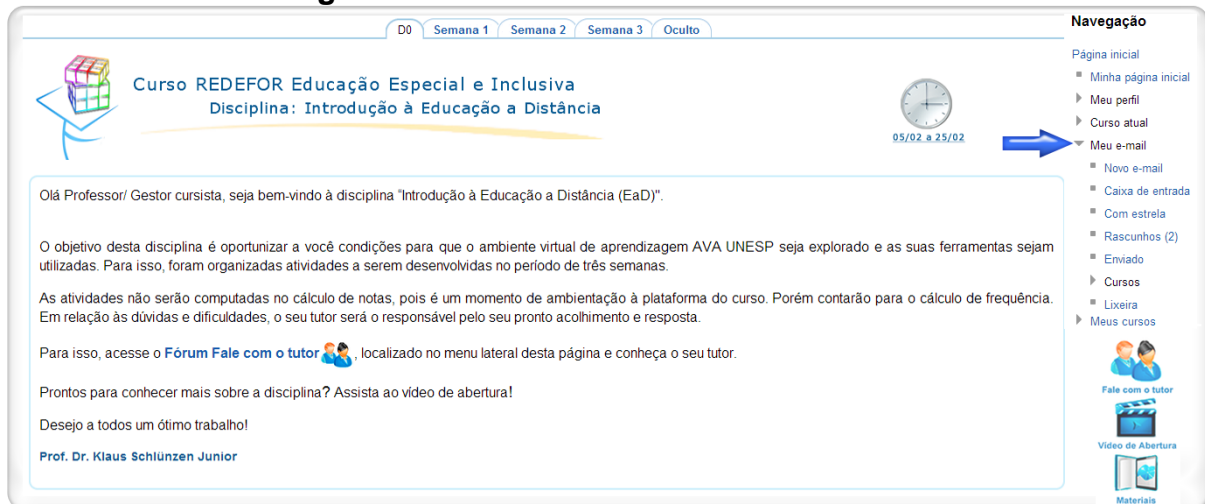 D0 Semana 1 Semana 2 Semana 3 Oculto
Curso REDEFOR Educação Especial e Inclusiva
Disciplina: Introdução à Educação a Distância
05/02 a 25/02
Olá Professor/ Gestor cursista, seja bem-vindo à disciplina "Introdução à Educação a Distância (EaD)".
O objetivo desta disciplina é oportunizar a você condições para que o ambiente virtual de aprendizagem AVA UNESP seja explorado e as suas ferramentas sejam
utilizadas. Para isso, foram organizadas atividades a serem desenvolvidas no período de três semanas.
As atividades não serão computadas no cálculo de notas, pois é um momento de ambientação à plataforma do curso. Porém contarão para o cálculo de frequência.
Em relação às dúvidas e dificuldades, o seu tutor será o responsável pelo seu pronto acolhimento e resposta.
Para isso, acesse o Fórum Fale com o tutor , localizado no menu lateral desta página e conheça o seu tutor.
Prontos para conhecer mais sobre a disciplina? Assista ao vídeo de abertura!
Desejo a todos um ótimo trabalho!
Prof. Dr. Klaus Schlünzen Junior
Navegação
Página inicial
Minha página inicial
Meu perfil
Curso atual
Meu e-mail
Novo e-mail
Caixa de entrada
Com estrela
Rascunhos (2)
Enviado
Cursos
Lixeira
Meus cursos
Fale com o tutor
Vídeo de Abertura
Materiais